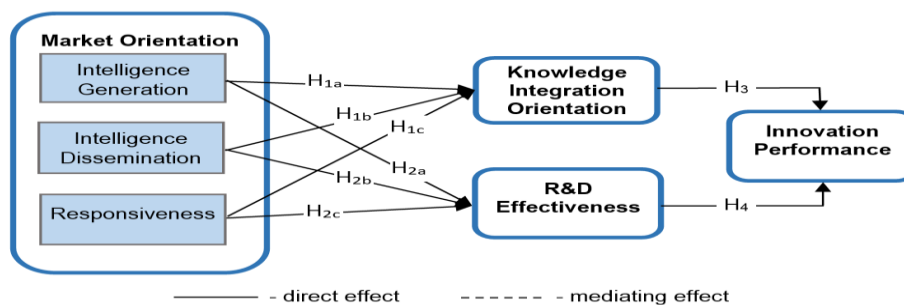 Market Orientation
Intelligence
Generation
Intelligence
Dissemination
Responsiveness
H₁ₐ
H₁b
H₁c
H₂ₐ
H₂b
H₂c
Knowledge
Integration
Orientation
R&D
Effectiveness
H₃
H₄
Innovation
Performance
- direct effect
- mediating effect